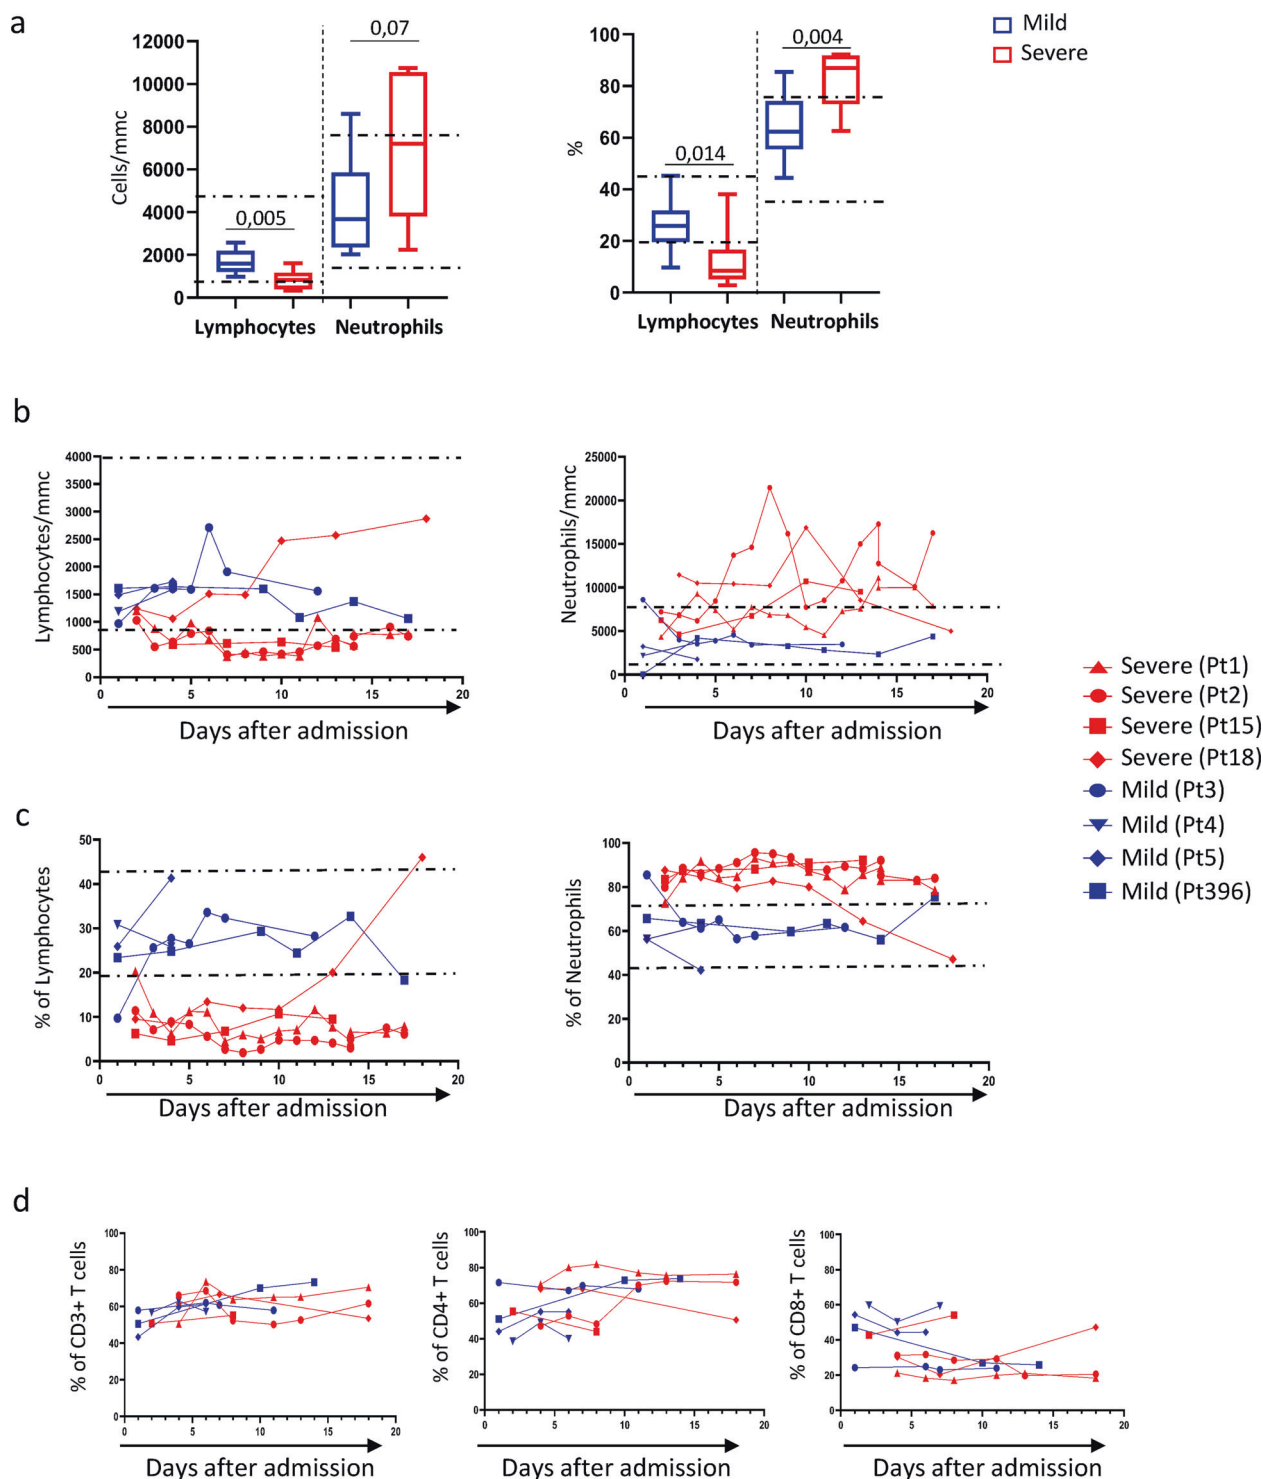 a
Mild
Severe
Cells/mmc
12000
10000
8000
6000
4000
2000
0
0,07
0,005
Lymphocytes Neutrophils
%
100
80
60
40
20
0
0,004
0,014
Lymphocytes Neutrophils
b
Lymphocytes/mmc
4000
3500
3000
2500
2000
1500
1000
500
0
0 5 10 15 20
Days after admission
Neutrophils/mmc
25000
20000
15000
10000
5000
0
0 5 10 15 20
Days after admission
Severe (Pt1)
Severe (Pt2)
Severe (Pt15)
Severe (Pt18)
Mild (Pt3)
Mild (Pt4)
Mild (Pt5)
Mild (Pt396)
c
% of Lymphocytes
50
40
30
20
10
0
0 5 10 15 20
Days after admission
% of Neutrophils
100
80
60
40
20
0
0 5 10 15 20
Days after admission
d
% of CD3+ T cells
100
80
60
40
20
0
0 5 10 15 20
Days after admission
% of CD4+ T cells
100
80
60
40
20
0
0 5 10 15 20
Days after admission
% of CD8+ T cells
100
80
60
40
20
0
0 5 10 15 20
Days after admission